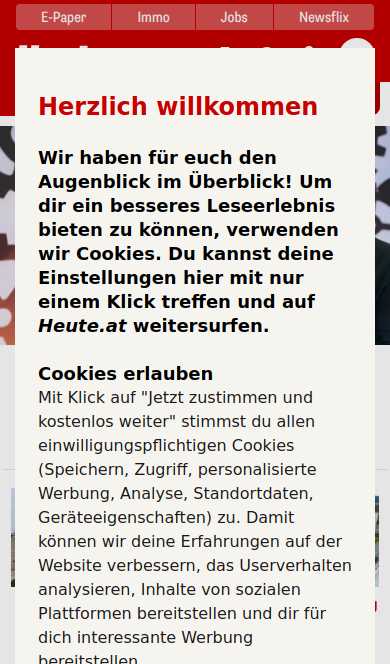 E-Paper
Immo
Jobs
Newsflix
Herzlich willkommen
Wir haben für euch den
Augenblick im Überblick! Um
dir ein besseres Leseerlebnis
bieten zu können, verwenden
wir Cookies. Du kannst deine
Einstellungen hier mit nur
einem Klick treffen und auf
Heute.at weitersurfen.
Cookies erlauben
Mit Klick auf "Jetzt zustimmen und
kostenlos weiter" stimmst du allen
einwilligungspflichtigen Cookies
(Speichern, Zugriff, personalisierte
Werbung, Analyse, Standortdaten,
Geräteeigenschaften) zu. Damit
können wir deine Erfahrungen auf der
Website verbessern, das Userverhalten
analysieren, Inhalte von sozialen
Plattformen bereitstellen und dir für
dich interessante Werbung
bereitstellen